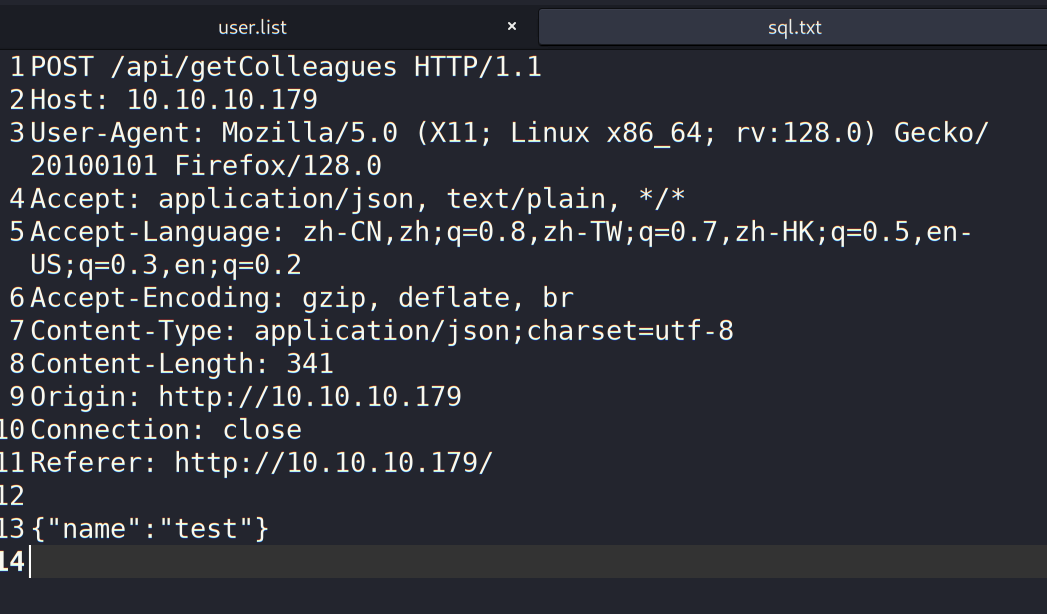 user.list × sql.txt
1 POST /api/getColleagues HTTP/1.1
2 Host: 10.10.10.179
3 User-Agent: Mozilla/5.0 (X11; Linux x86_64; rv:128.0) Gecko/
20100101 Firefox/128.0
4 Accept: application/json, text/plain, */*
5 Accept-Language: zh-CN,zh;q=0.8,zh-TW;q=0.7,zh-HK;q=0.5,en-
US;q=0.3,en;q=0.2
6 Accept-Encoding: gzip, deflate, br
7 Content-Type: application/json;charset=utf-8
8 Content-Length: 341
9 Origin: http://10.10.10.179
10 Connection: close
11 Referer: http://10.10.10.179/
12
13 {"name":"test"}
14